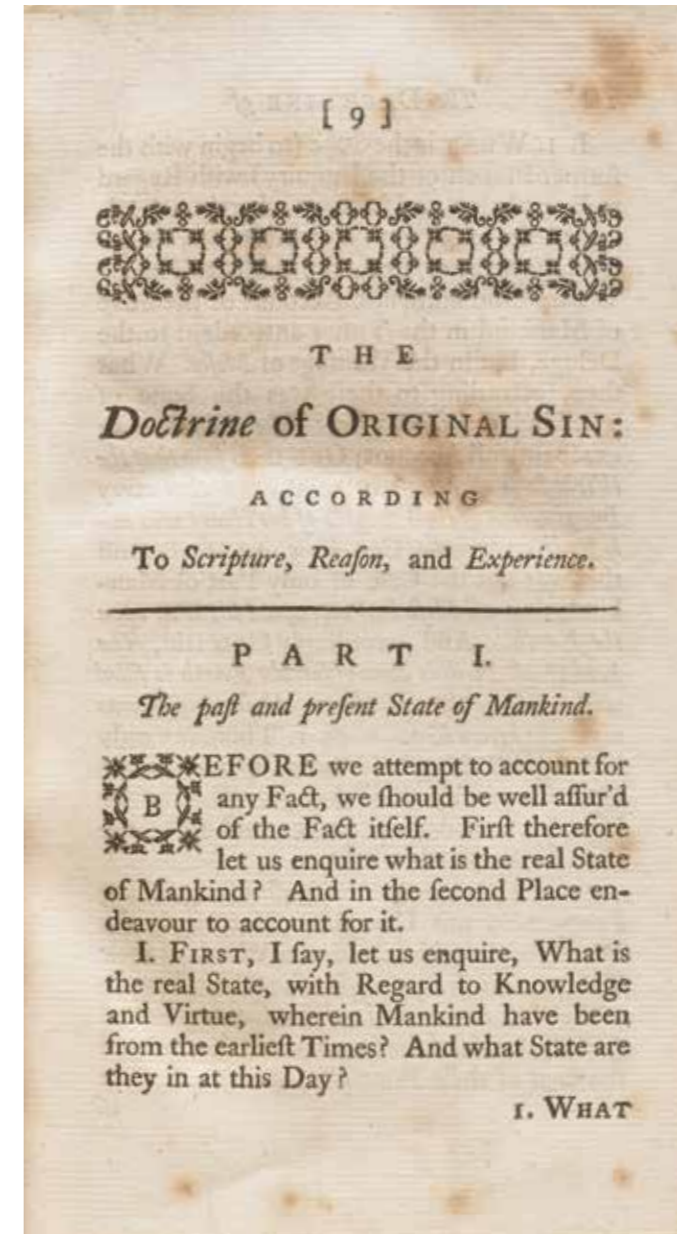 [ 9 ]
THE
Doctrine of ORIGINAL SIN:
ACCORDING
To Scripture, Reaſon, and Experience.
PART I.
The paſt and preſent State of Mankind.
BEFORE we attempt to account for
any Fact, we ſhould be well aſſur'd
of the Fact itſelf. Firſt therefore
let us enquire what is the real State
of Mankind? And in the ſecond Place en-
deavour to account for it.
I. FIRST, I ſay, let us enquire, What is
the real State, with Regard to Knowledge
and Virtue, wherein Mankind have been
from the earlieſt Times? And what State are
they in at this Day?
1. WHAT